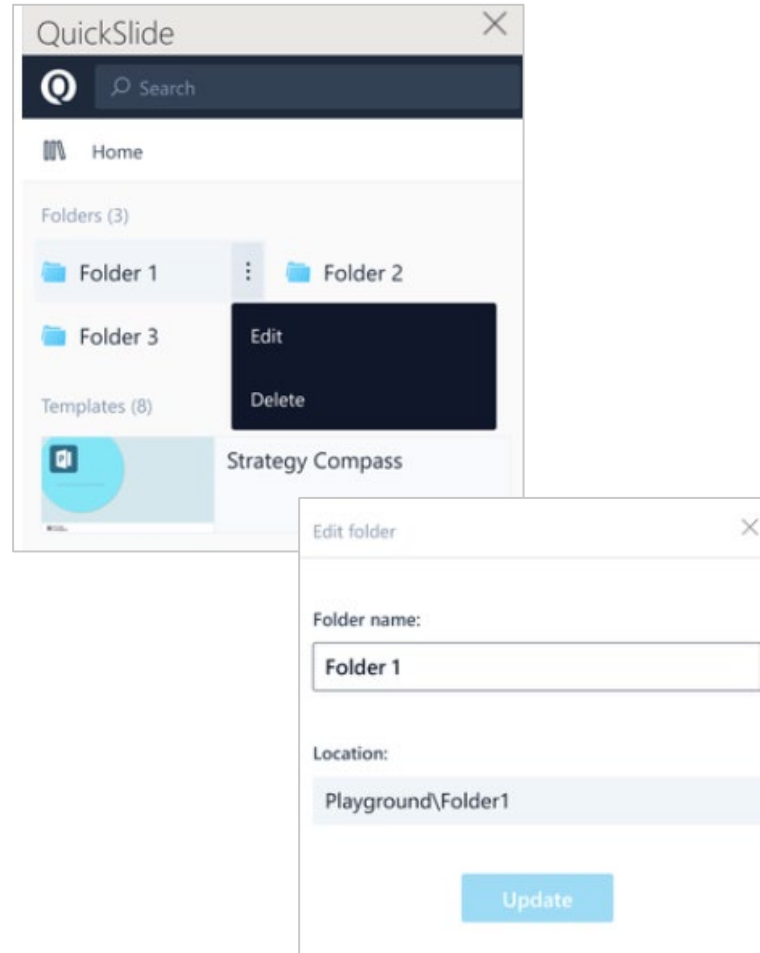 QuickSlide
Search
Home
Folders (3)
Folder 1
Folder 2
Folder 3
Edit
Delete
Templates (8)
Strategy Compass
Edit folder
Folder name:
Folder 1
Location:
Playground\Folder1
Update